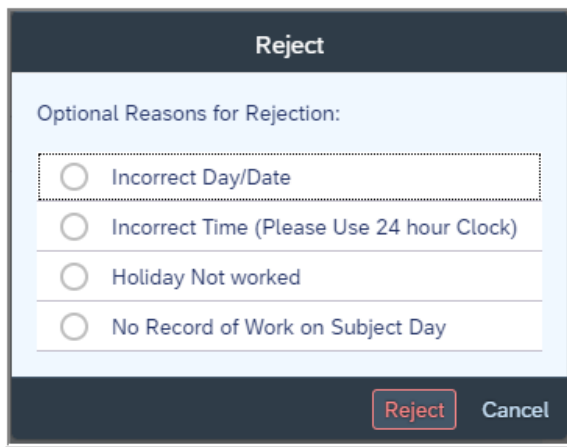 Reject
Optional Reasons for Rejection:
Incorrect Day/Date
Incorrect Time (Please Use 24 hour Clock)
Holiday Not worked
No Record of Work on Subject Day
Reject Cancel